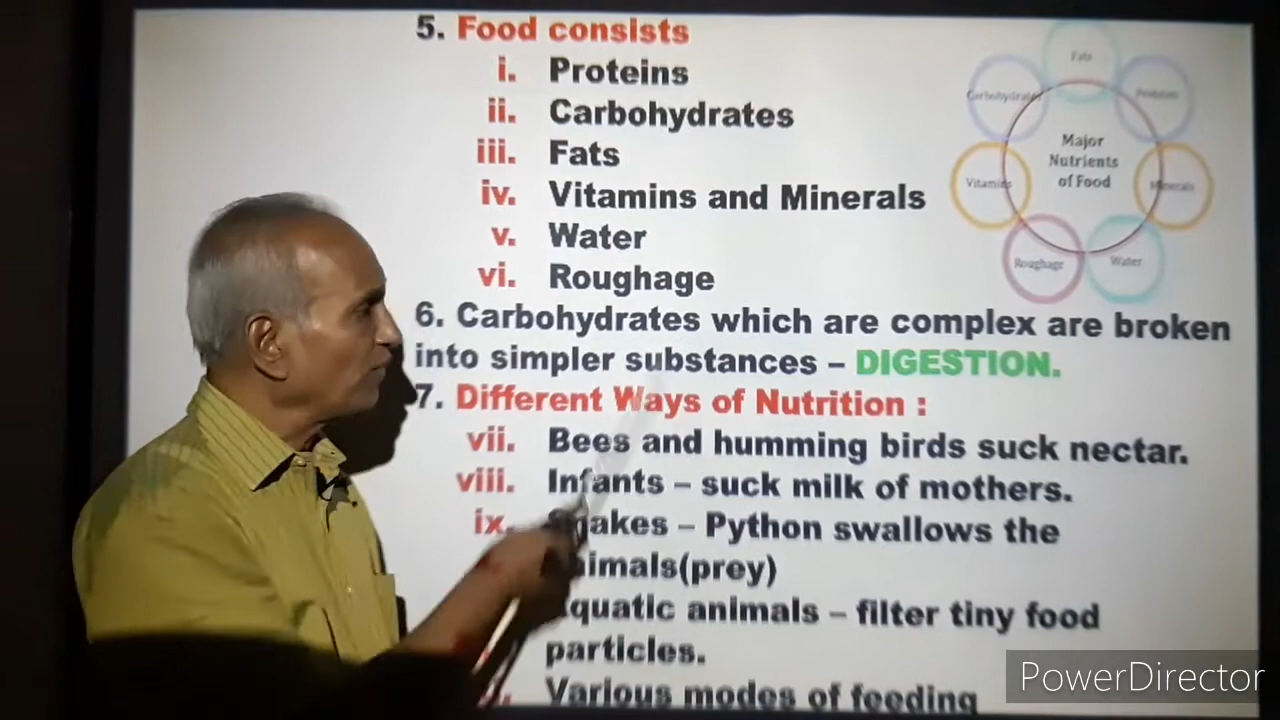 5. Food consists
i. Proteins
ii. Carbohydrates
iii. Fats
iv. Vitamins and Minerals
v. Water
vi. Roughage
Fats
Carbohydrates
Proteins
Major
Nutrients
of Food
Vitamins
Minerals
Roughage
Water
6. Carbohydrates which are complex are broken
into simpler substances – DIGESTION.
7. Different Ways of Nutrition :
vii. Bees and humming birds suck nectar.
viii. Infants – suck milk of mothers.
ix. Snakes – Python swallows the
animals(prey)
Aquatic animals – filter tiny food
particles.
Various modes of feeding
PowerDirector